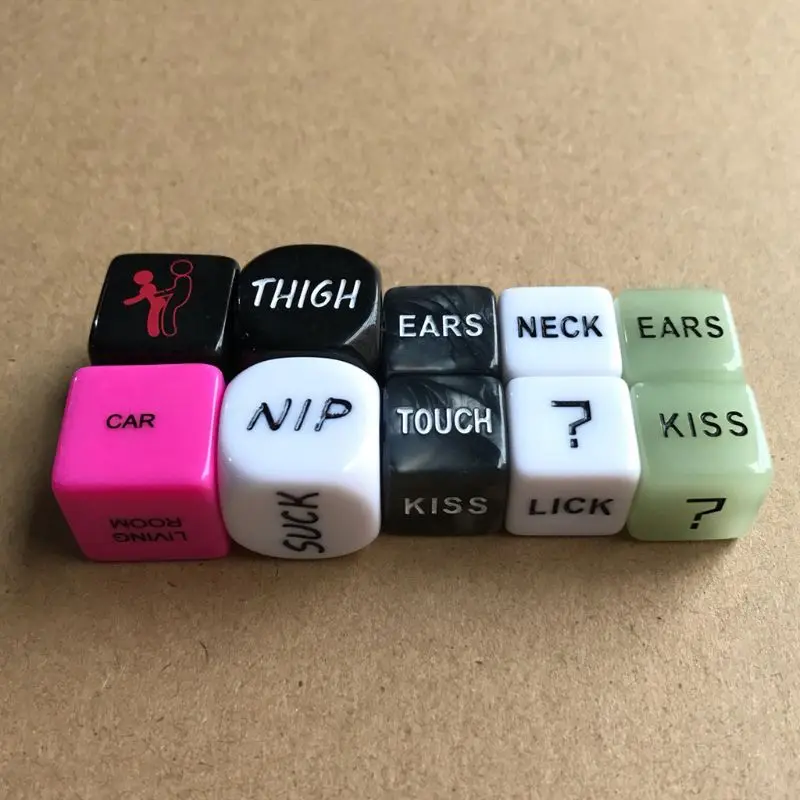 THIGH
EARS
NECK
EARS
CAR
LIVING
ROOM
NIP
SUCK
TOUCH
KISS
?
LICK
KISS
?